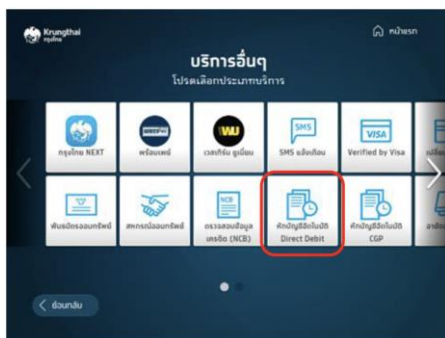 Krungthai
กรุงไทย
หน้าแรก
บริการอื่นๆ
โปรดเลือกประเภทบริการ
กรุงไทย NEXT
พร้อมเพย์
WU
เวสเทิร์น ยูเนี่ยน
SMS
SMS แจ้งเตือน
VISA
Verified by Visa
พันธบัตรออมทรัพย์
สหกรณ์ออมทรัพย์
NCB
ตรวจสอบข้อมูล
เครดิต (NCB)
หักบัญชีอัตโนมัติ
Direct Debit
หักบัญชีอัตโนมัติ
CGP
ย้อนกลับ